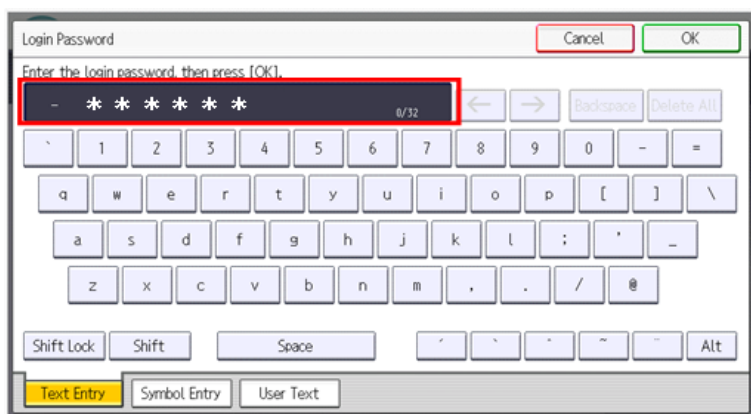 Login Password Cancel OK
Enter the login password, then press [OK].
- ****** 0/32 ← → Backspace Delete All
` 1 2 3 4 5 6 7 8 9 0 - =
q w e r t y u i o p [ ] \
a s d f g h j k l ; ' _
z x c v b n m , . / @
Shift Lock Shift Space ´ ` ^ ~ ¨ Alt
Text Entry Symbol Entry User Text